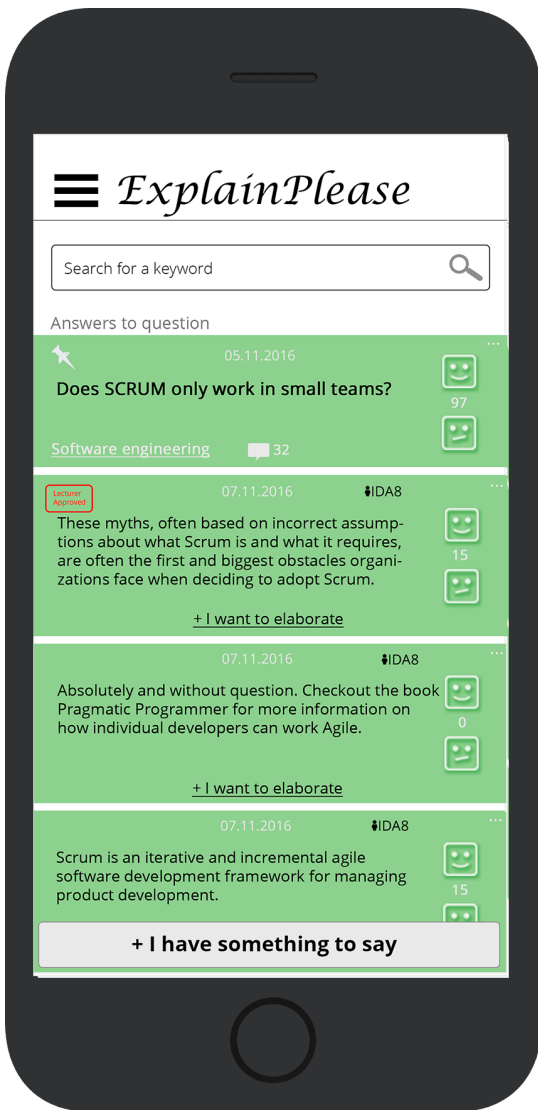 ExplainPlease
Search for a keyword
Answers to question
...
05.11.2016
Does SCRUM only work in small teams?
97
Software engineering
32
...
Lecturer
Approved
07.11.2016
IDA8
These myths, often based on incorrect assump-
tions about what Scrum is and what it requires,
are often the first and biggest obstacles organi-
zations face when deciding to adopt Scrum.
15
+ I want to elaborate
...
07.11.2016
IDA8
Absolutely and without question. Checkout the book
Pragmatic Programmer for more information on
how individual developers can work Agile.
0
+ I want to elaborate
...
07.11.2016
IDA8
Scrum is an iterative and incremental agile
software development framework for managing
product development.
15
+ I have something to say